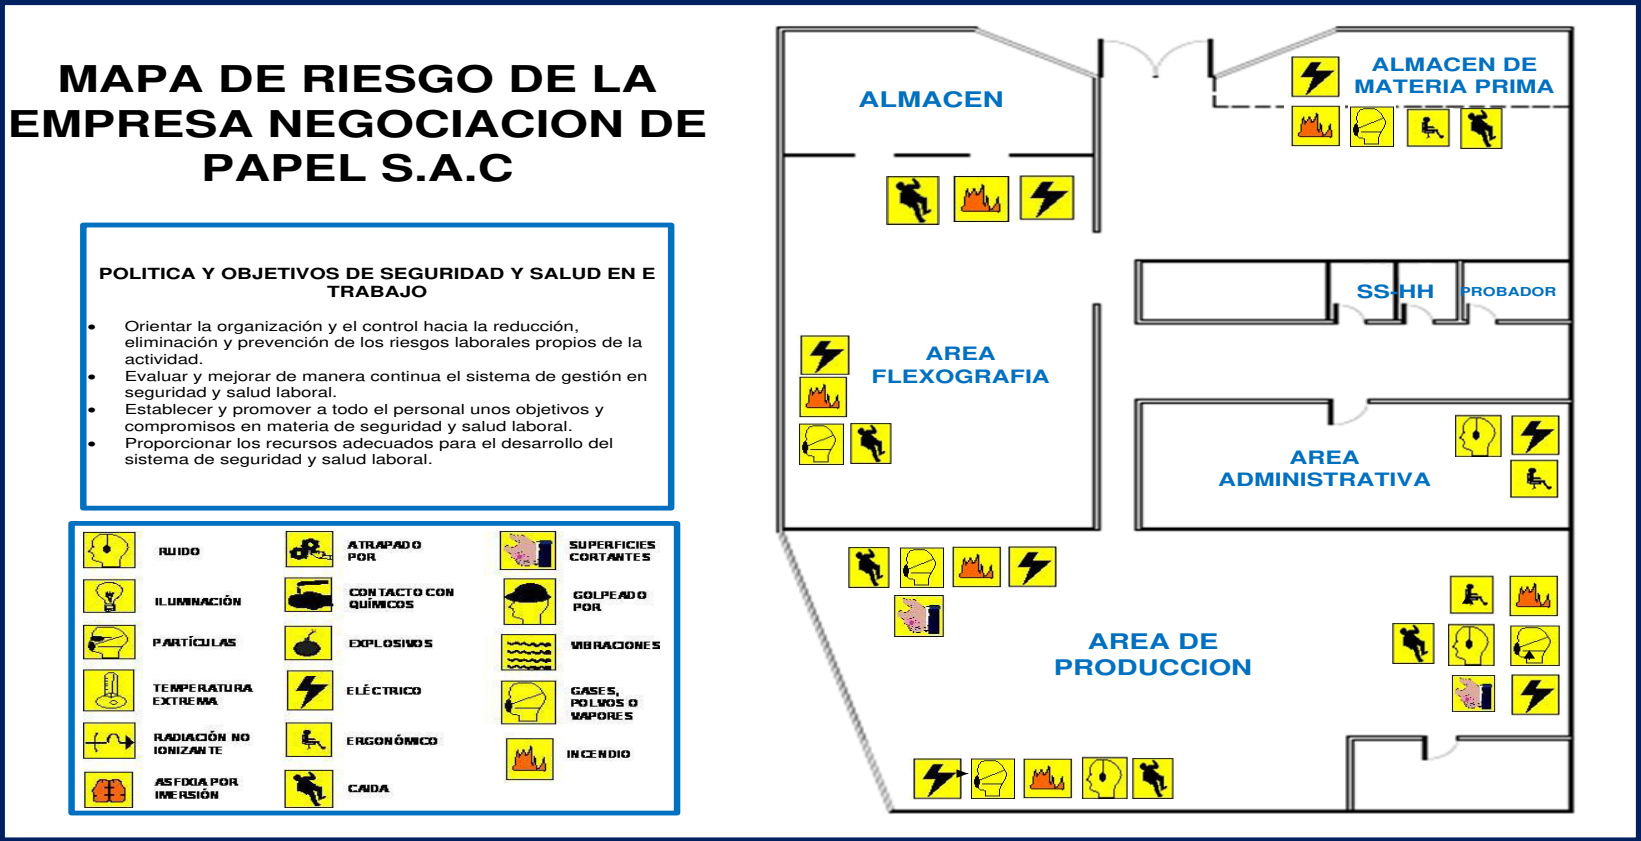 MAPA DE RIESGO DE LA
EMPRESA NEGOCIACION DE
PAPEL S.A.C
POLITICA Y OBJETIVOS DE SEGURIDAD Y SALUD EN E
TRABAJO
• Orientar la organización y el control hacia la reducción,
eliminación y prevención de los riesgos laborales propios de la
actividad.
• Evaluar y mejorar de manera continua el sistema de gestión en
seguridad y salud laboral.
• Establecer y promover a todo el personal unos objetivos y
compromisos en materia de seguridad y salud laboral.
• Proporcionar los recursos adecuados para el desarrollo del
sistema de seguridad y salud laboral.
RUIDO
ILUMINACIÓN
PARTÍCULAS
TEMPERATURA
EXTREMA
RADIACIÓN NO
IONIZANTE
ASFIXIA POR
IMERSIÓN
ATRAPADO
POR
CONTACTO CON
QUÍMICOS
EXPLOSIVOS
ELÉCTRICO
ERGONÓMICO
CAIDA
SUPERFICIES
CORTANTES
GOLPEADO
POR
VIBRACIONES
GASES,
POLVOS O
VAPORES
INCENDIO
ALMACEN
ALMACEN DE
MATERIA PRIMA
SS-HH
PROBADOR
AREA
FLEXOGRAFIA
AREA
ADMINISTRATIVA
AREA DE
PRODUCCION